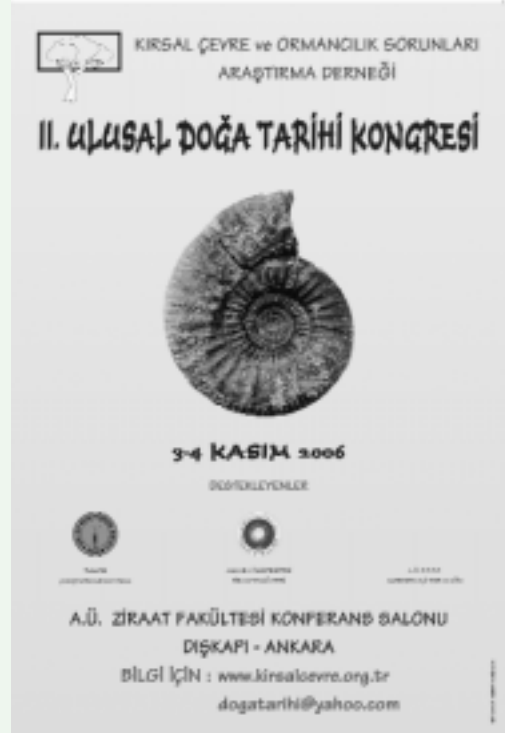 KIRSAL ÇEVRE ve ORMANCILIK SORUNLARI
ARAŞTIRMA DERNEĞİ
II. ULUSAL DOĞA TARİHİ KONGRESİ
3-4 KASIM 2006
DESTEKLEYENLER
A.Ü. ZİRAAT FAKÜLTESİ KONFERANS SALONU
DIŞKAPI - ANKARA
BİLGİ İÇİN : www.kirsalcevre.org.tr
dogatarihi@yahoo.com